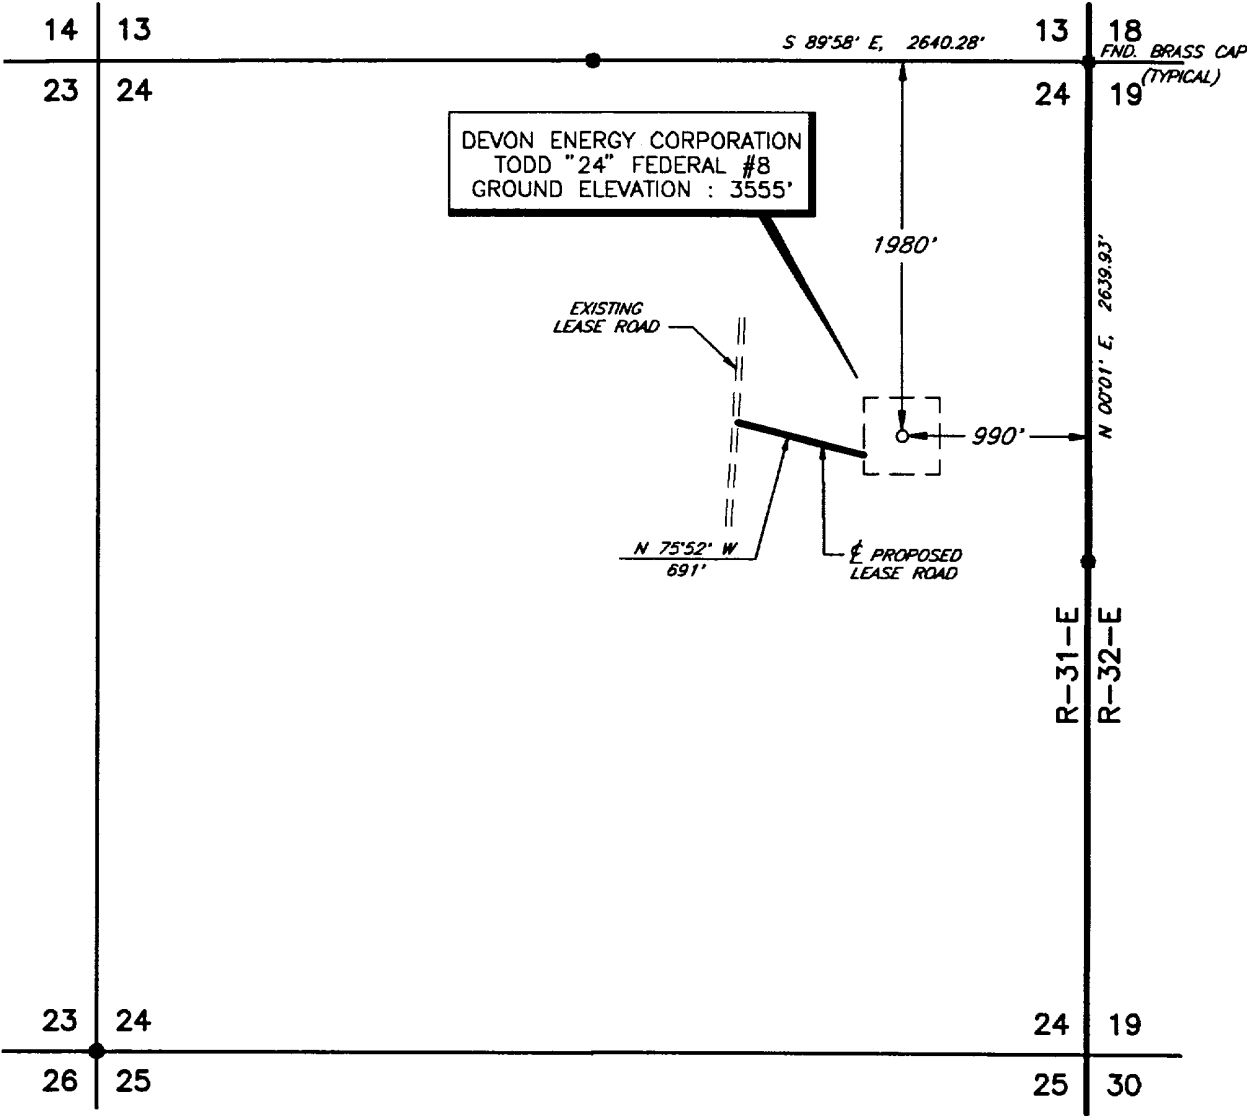 14 13
13 18
S 89°58' E, 2640.28'
FND. BRASS CAP
(TYPICAL)
23 24
24 19
DEVON ENERGY CORPORATION
TODD "24" FEDERAL #8
GROUND ELEVATION : 3555'
1980'
N 00°01' E, 2639.93'
EXISTING
LEASE ROAD
990'
N 75°52' W
691'
℄ PROPOSED
LEASE ROAD
R-31-E
R-32-E
23 24
24 19
26 25
25 30